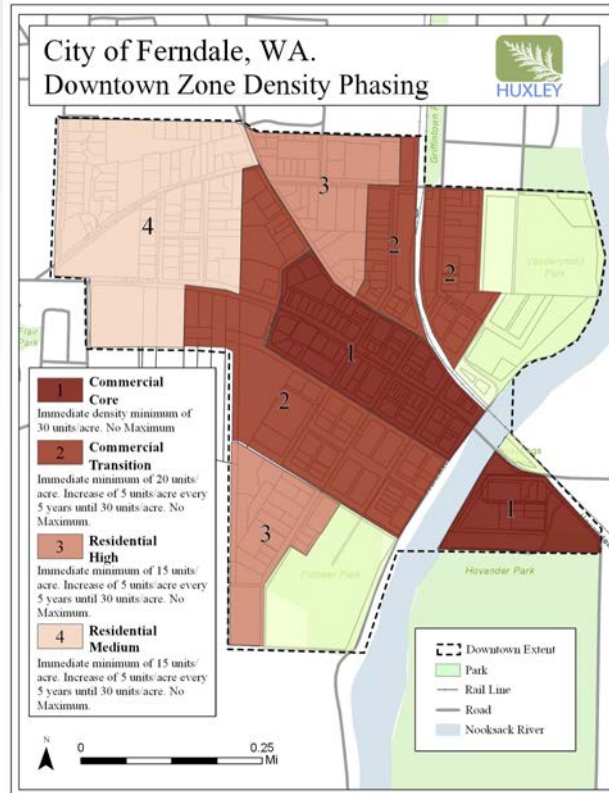 City of Ferndale, WA.
Downtown Zone Density Phasing
HUXLEY
Griffintown
4
3
2
2
Vanderyacht Park
1
Flair
Park
2
1
3
Pioneer Park
Hovander Park
1 Commercial
Core
Immediate density minimum of
30 units/acre. No Maximum
2 Commercial
Transition
Immediate minimum of 20 units/
acre. Increase of 5 units/acre every
5 years until 30 units/acre. No
Maximum.
3 Residential
High
Immediate minimum of 15 units/
acre. Increase of 5 units/acre every
5 years until 30 units/acre. No
Maximum.
4 Residential
Medium
Immediate minimum of 15 units/
acre. Increase of 5 units/acre every
5 years until 30 units/acre. No
Maximum.
Downtown Extent
Park
Rail Line
Road
Nooksack River
N
0 0.25
Mi